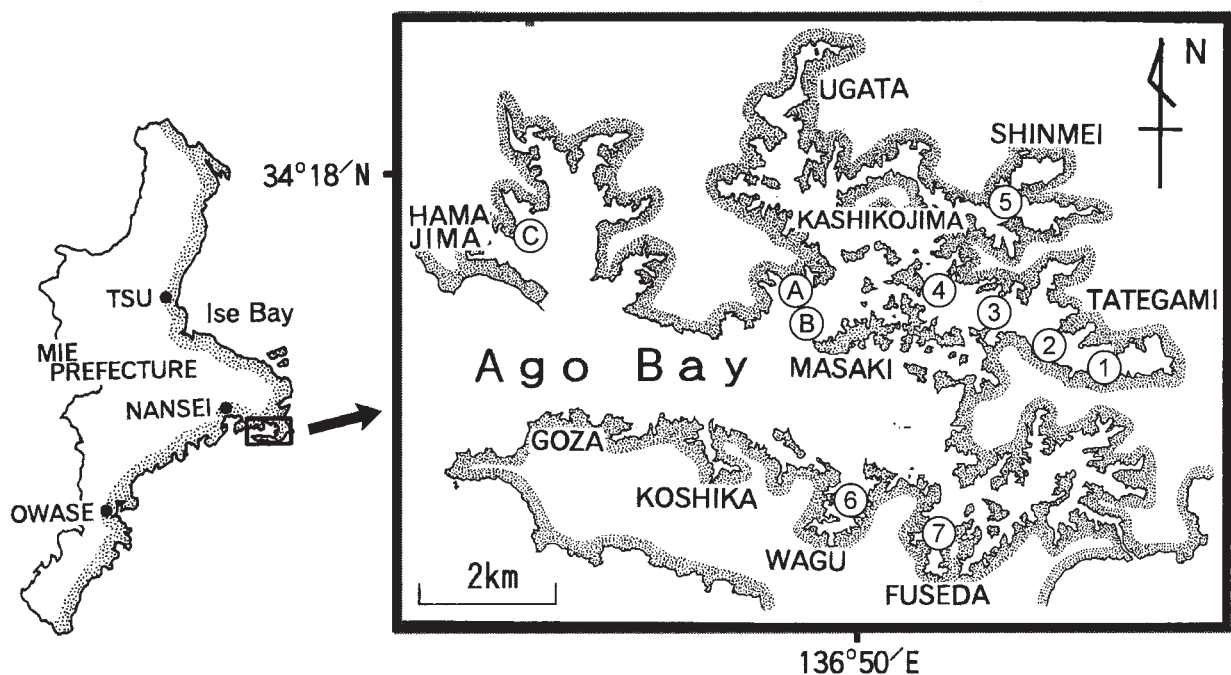 TSU
Ise Bay
MIE
PREFECTURE
NANSEI
OWASE
34°18′N
N
UGATA
SHINMEI
HAMA
JIMA
C
KASHIKOJIMA
5
A
B
4
3
TATEGAMI
2
1
Ago Bay
MASAKI
GOZA
KOSHIKA
6
WAGU
7
FUSEDA
2km
136°50′E